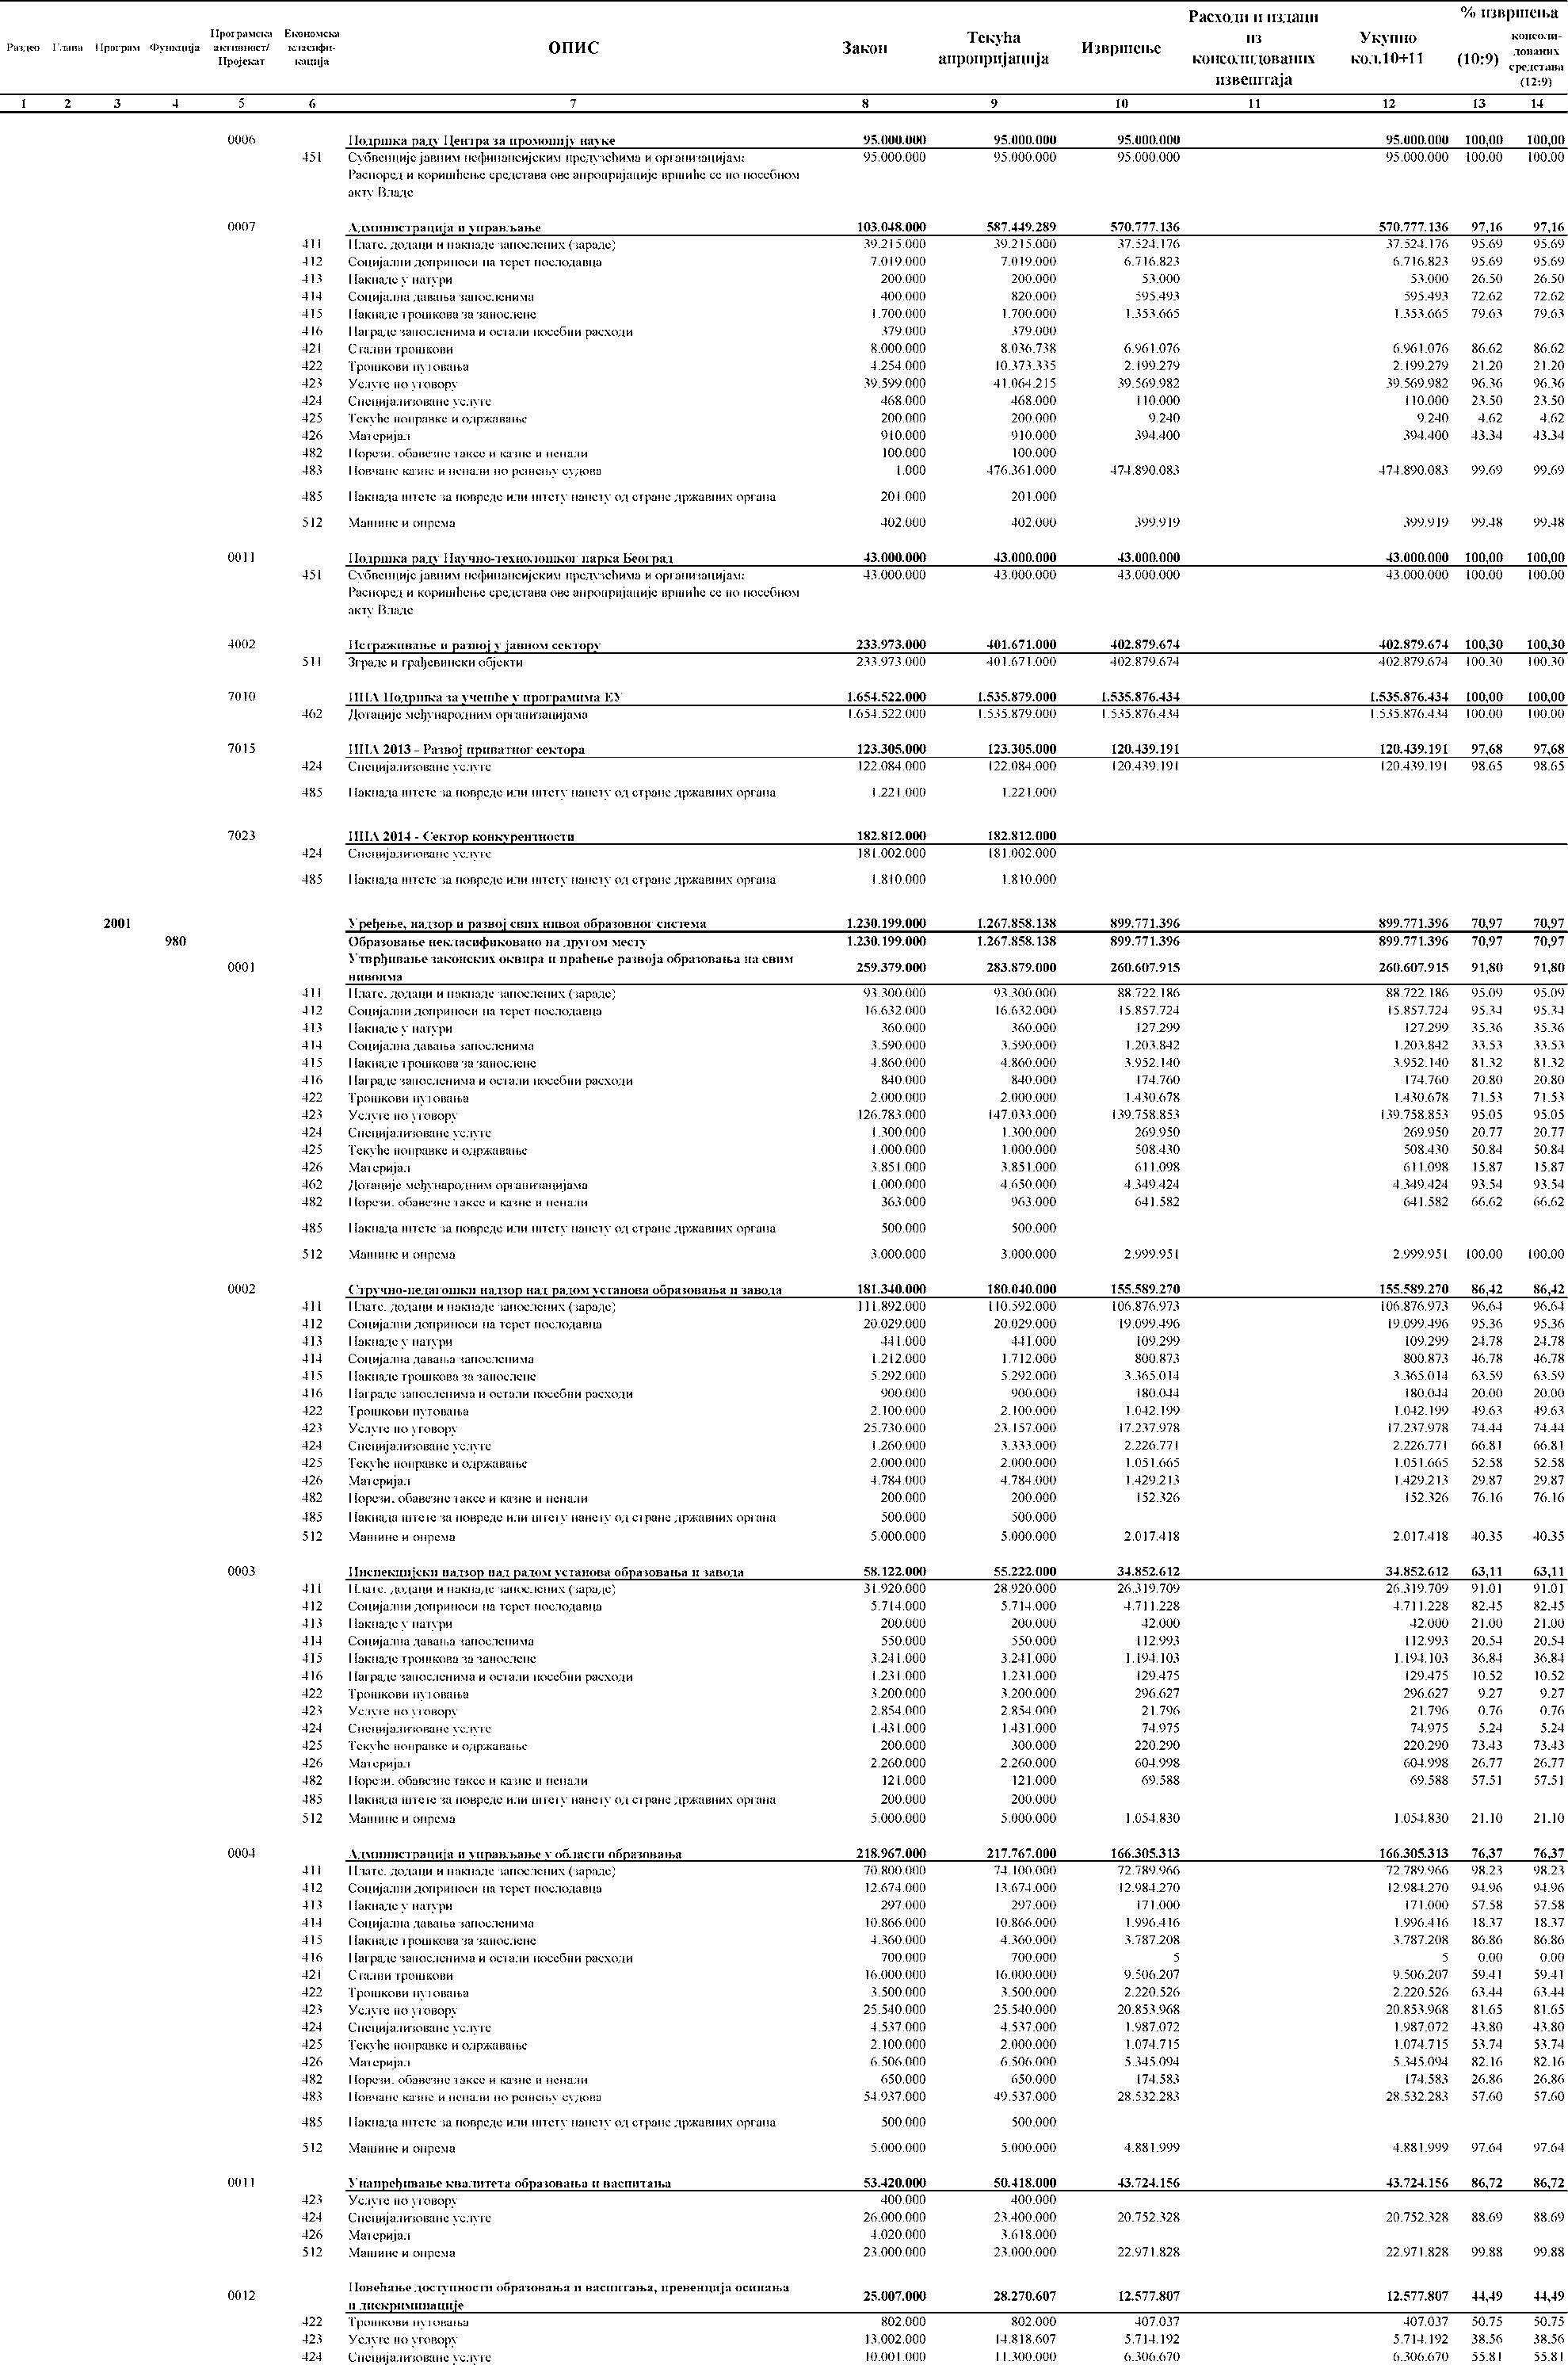 Раздео Глава Програм Функција Програмска активност/ Пројекат Економска класифи-кација ОПИС Закон Текућа апропријација Извршење Расходи и издаци из консолидованих извештаја Укупно кол.10+11 % извршења (10:9) консоли-дованих средстава (12:9)
1 2 3 4 5 6 7 8 9 10 11 12 13 14
0006 Подршка раду Центра за промоцију науке 95.000.000 95.000.000 95.000.000 95.000.000 100,00 100,00
451 Субвенције јавним нефинансијским предузећима и организацијам: 95.000.000 95.000.000 95.000.000 95.000.000 100.00 100.00
Распоред и коришћење средстава ове апропријације вршиће се по посебном
акту Владе
0007 Администрација и управљање 103.048.000 587.449.289 570.777.136 570.777.136 97,16 97,16
411 Плате, додаци и накнаде запослених (зараде) 39.215.000 39.215.000 37.524.176 37.524.176 95.69 95.69
412 Социјални доприноси на терет послодавца 7.019.000 7.019.000 6.716.823 6.716.823 95.69 95.69
413 Накнаде у натури 200.000 200.000 53.000 53.000 26.50 26.50
414 Социјална давања запосленима 400.000 820.000 595.493 595.493 72.62 72.62
415 Накнаде трошкова за запослене 1.700.000 1.700.000 1.353.665 1.353.665 79.63 79.63
416 Награде запосленима и остали посебни расходи 379.000 379.000
421 Стални трошкови 8.000.000 8.036.738 6.961.076 6.961.076 86.62 86.62
422 Трошкови путовања 4.254.000 10.373.335 2.199.279 2.199.279 21.20 21.20
423 Услуге по уговору 39.599.000 41.064.215 39.569.982 39.569.982 96.36 96.36
424 Специјализоване услуге 468.000 468.000 110.000 110.000 23.50 23.50
425 Текуће поправке и одржавање 200.000 200.000 9.240 9.240 4.62 4.62
426 Материјал 910.000 910.000 394.400 394.400 43.34 43.34
482 Порези, обавезне таксе и казне и пенали 100.000 100.000
483 Новчане казне и пенали по решењу судова 1.000 476.361.000 474.890.083 474.890.083 99.69 99.69
485 Накнада штете за повреде или штету нанету од стране државних органа 201.000 201.000
512 Машине и опрема 402.000 402.000 399.919 399.919 99.48 99.48
0011 Подршка раду Научно-технолошког парка Београд 43.000.000 43.000.000 43.000.000 43.000.000 100,00 100,00
451 Субвенције јавним нефинансијским предузећима и организацијам: 43.000.000 43.000.000 43.000.000 43.000.000 100.00 100.00
Распоред и коришћење средстава ове апропријације вршиће се по посебном
акту Владе
4002 Истраживање и развој у јавном сектору 233.973.000 401.671.000 402.879.674 402.879.674 100,30 100,30
511 Зграде и грађевински објекти 233.973.000 401.671.000 402.879.674 402.879.674 100.30 100.30
7010 ИПА Подршка за учешће у програмима ЕУ 1.654.522.000 1.535.879.000 1.535.876.434 1.535.876.434 100,00 100,00
462 Дотације међународним организацијама 1.654.522.000 1.535.879.000 1.535.876.434 1.535.876.434 100.00 100.00
7015 ИПА 2013 - Развој приватног сектора 123.305.000 123.305.000 120.439.191 120.439.191 97,68 97,68
424 Специјализоване услуге 122.084.000 122.084.000 120.439.191 120.439.191 98.65 98.65
485 Накнада штете за повреде или штету нанету од стране државних органа 1.221.000 1.221.000
7023 ИПА 2014 - Сектор конкурентности 182.812.000 182.812.000
424 Специјализоване услуге 181.002.000 181.002.000
485 Накнада штете за повреде или штету нанету од стране државних органа 1.810.000 1.810.000
2001 Уређење, надзор и развој свих нивоа образовног система 1.230.199.000 1.267.858.138 899.771.396 899.771.396 70,97 70,97
980 Образовање некласификовано на другом месту 1.230.199.000 1.267.858.138 899.771.396 899.771.396 70,97 70,97
0001 Утврђивање законских оквира и праћење развоја образовања на свим нивоима 259.379.000 283.879.000 260.607.915 260.607.915 91,80 91,80
411 Плате, додаци и накнаде запослених (зараде) 93.300.000 93.300.000 88.722.186 88.722.186 95.09 95.09
412 Социјални доприноси на терет послодавца 16.632.000 16.632.000 15.857.724 15.857.724 95.34 95.34
413 Накнаде у натури 360.000 360.000 127.299 127.299 35.36 35.36
414 Социјална давања запосленима 3.590.000 3.590.000 1.203.842 1.203.842 33.53 33.53
415 Накнаде трошкова за запослене 4.860.000 4.860.000 3.952.140 3.952.140 81.32 81.32
416 Награде запосленима и остали посебни расходи 840.000 840.000 174.760 174.760 20.80 20.80
422 Трошкови путовања 2.000.000 2.000.000 1.430.678 1.430.678 71.53 71.53
423 Услуге по уговору 126.783.000 147.033.000 139.758.853 139.758.853 95.05 95.05
424 Специјализоване услуге 1.300.000 1.300.000 269.950 269.950 20.77 20.77
425 Текуће поправке и одржавање 1.000.000 1.000.000 508.430 508.430 50.84 50.84
426 Материјал 3.851.000 3.851.000 611.098 611.098 15.87 15.87
462 Дотације међународним организацијама 1.000.000 4.650.000 4.349.424 4.349.424 93.54 93.54
482 Порези, обавезне таксе и казне и пенали 363.000 963.000 641.582 641.582 66.62 66.62
485 Накнада штете за повреде или штету нанету од стране државних органа 500.000 500.000
512 Машине и опрема 3.000.000 3.000.000 2.999.951 2.999.951 100.00 100.00
0002 Стручно-педагошки надзор над радом установа образовања и завода 181.340.000 180.040.000 155.589.270 155.589.270 86,42 86,42
411 Плате, додаци и накнаде запослених (зараде) 111.892.000 110.592.000 106.876.973 106.876.973 96.64 96.64
412 Социјални доприноси на терет послодавца 20.029.000 20.029.000 19.099.496 19.099.496 95.36 95.36
413 Накнаде у натури 441.000 441.000 109.299 109.299 24.78 24.78
414 Социјална давања запосленима 1.212.000 1.712.000 800.873 800.873 46.78 46.78
415 Накнаде трошкова за запослене 5.292.000 5.292.000 3.365.014 3.365.014 63.59 63.59
416 Награде запосленима и остали посебни расходи 900.000 900.000 180.044 180.044 20.00 20.00
422 Трошкови путовања 2.100.000 2.100.000 1.042.199 1.042.199 49.63 49.63
423 Услуге по уговору 25.730.000 23.157.000 17.237.978 17.237.978 74.44 74.44
424 Специјализоване услуге 1.260.000 3.333.000 2.226.771 2.226.771 66.81 66.81
425 Текуће поправке и одржавање 2.000.000 2.000.000 1.051.665 1.051.665 52.58 52.58
426 Материјал 4.784.000 4.784.000 1.429.213 1.429.213 29.87 29.87
482 Порези, обавезне таксе и казне и пенали 200.000 200.000 152.326 152.326 76.16 76.16
485 Накнада штете за повреде или штету нанету од стране државних органа 500.000 500.000
512 Машине и опрема 5.000.000 5.000.000 2.017.418 2.017.418 40.35 40.35
0003 Инспекцијски надзор над радом установа образовања и завода 58.122.000 55.222.000 34.852.612 34.852.612 63,11 63,11
411 Плате, додаци и накнаде запослених (зараде) 31.920.000 28.920.000 26.319.709 26.319.709 91.01 91.01
412 Социјални доприноси на терет послодавца 5.714.000 5.714.000 4.711.228 4.711.228 82.45 82.45
413 Накнаде у натури 200.000 200.000 42.000 42.000 21.00 21.00
414 Социјална давања запосленима 550.000 550.000 112.993 112.993 20.54 20.54
415 Накнаде трошкова за запослене 3.241.000 3.241.000 1.194.103 1.194.103 36.84 36.84
416 Награде запосленима и остали посебни расходи 1.231.000 1.231.000 129.475 129.475 10.52 10.52
422 Трошкови путовања 3.200.000 3.200.000 296.627 296.627 9.27 9.27
423 Услуге по уговору 2.854.000 2.854.000 21.796 21.796 0.76 0.76
424 Специјализоване услуге 1.431.000 1.431.000 74.975 74.975 5.24 5.24
425 Текуће поправке и одржавање 200.000 300.000 220.290 220.290 73.43 73.43
426 Материјал 2.260.000 2.260.000 604.998 604.998 26.77 26.77
482 Порези, обавезне таксе и казне и пенали 121.000 121.000 69.588 69.588 57.51 57.51
485 Накнада штете за повреде или штету нанету од стране државних органа 200.000 200.000
512 Машине и опрема 5.000.000 5.000.000 1.054.830 1.054.830 21.10 21.10
0004 Администрација и управљање у области образовања 218.967.000 217.767.000 166.305.313 166.305.313 76,37 76,37
411 Плате, додаци и накнаде запослених (зараде) 70.800.000 74.100.000 72.789.966 72.789.966 98.23 98.23
412 Социјални доприноси на терет послодавца 12.674.000 13.674.000 12.984.270 12.984.270 94.96 94.96
413 Накнаде у натури 297.000 297.000 171.000 171.000 57.58 57.58
414 Социјална давања запосленима 10.866.000 10.866.000 1.996.416 1.996.416 18.37 18.37
415 Накнаде трошкова за запослене 4.360.000 4.360.000 3.787.208 3.787.208 86.86 86.86
416 Награде запосленима и остали посебни расходи 700.000 700.000 5 5 0.00 0.00
421 Стални трошкови 16.000.000 16.000.000 9.506.207 9.506.207 59.41 59.41
422 Трошкови путовања 3.500.000 3.500.000 2.220.526 2.220.526 63.44 63.44
423 Услуге по уговору 25.540.000 25.540.000 20.853.968 20.853.968 81.65 81.65
424 Специјализоване услуге 4.537.000 4.537.000 1.987.072 1.987.072 43.80 43.80
425 Текуће поправке и одржавање 2.100.000 2.000.000 1.074.715 1.074.715 53.74 53.74
426 Материјал 6.506.000 6.506.000 5.345.094 5.345.094 82.16 82.16
482 Порези, обавезне таксе и казне и пенали 650.000 650.000 174.583 174.583 26.86 26.86
483 Новчане казне и пенали по решењу судова 54.937.000 49.537.000 28.532.283 28.532.283 57.60 57.60
485 Накнада штете за повреде или штету нанету од стране државних органа 500.000 500.000
512 Машине и опрема 5.000.000 5.000.000 4.881.999 4.881.999 97.64 97.64
0011 Унапређивање квалитета образовања и васпитања 53.420.000 50.418.000 43.724.156 43.724.156 86,72 86,72
423 Услуге по уговору 400.000 400.000
424 Специјализоване услуге 26.000.000 23.400.000 20.752.328 20.752.328 88.69 88.69
426 Материјал 4.020.000 3.618.000
512 Машине и опрема 23.000.000 23.000.000 22.971.828 22.971.828 99.88 99.88
0012 Повећање доступности образовања и васпитања, превенција осипања и дискриминације 25.007.000 28.270.607 12.577.807 12.577.807 44,49 44,49
422 Трошкови путовања 802.000 802.000 407.037 407.037 50.75 50.75
423 Услуге по уговору 13.002.000 14.818.607 5.714.192 5.714.192 38.56 38.56
424 Специјализоване услуге 10.001.000 11.300.000 6.306.670 6.306.670 55.81 55.81